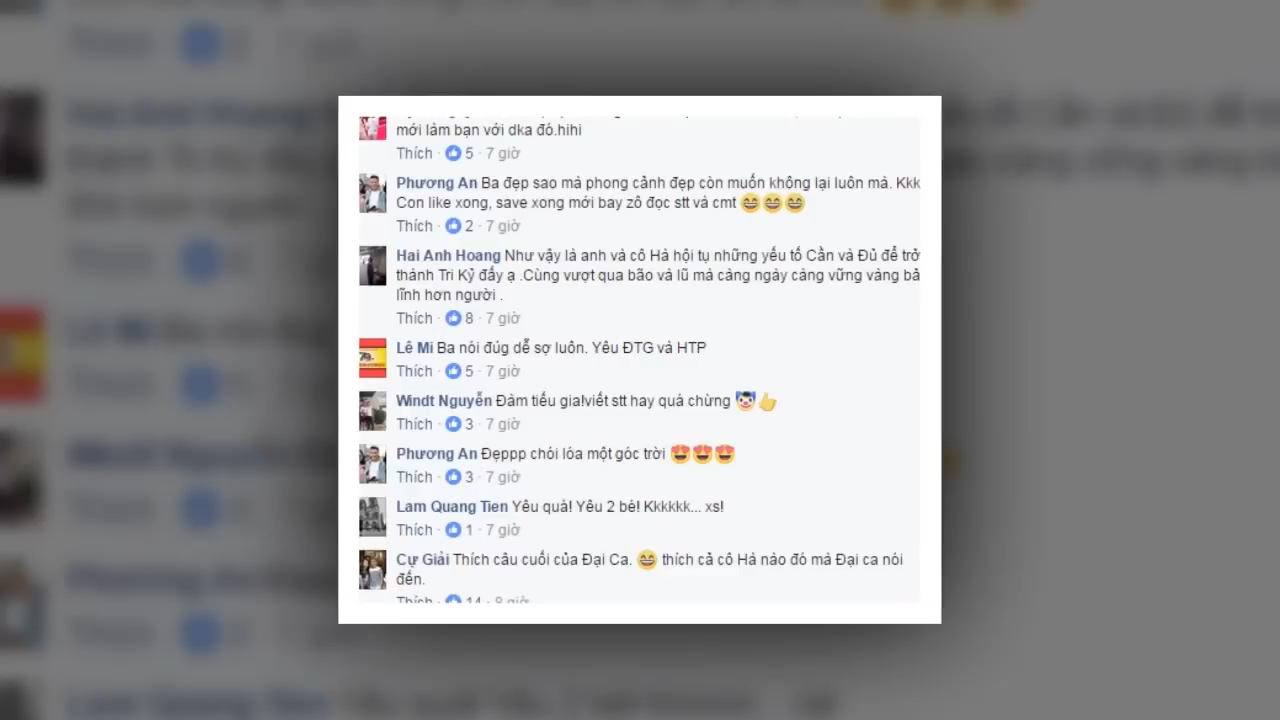 mới làm bạn với dka đó.hihi
Thích · 5 · 7 giờ
Phương An Ba đẹp sao mà phong cảnh đẹp còn muốn không lại luôn mà. Kkk
Con like xong, save xong mới bay zô đọc stt và cmt 😄😄😄
Thích · 2 · 7 giờ
Hai Anh Hoang Như vậy là anh và cô Hà hội tụ những yếu tố Cần và Đủ để trở
thành Tri Kỷ đấy ạ .Cùng vượt qua bão và lũ mà càng ngày càng vững vàng bả
lĩnh hơn người .
Thích · 8 · 7 giờ
Lê Mi Ba nói đúg dễ sợ luôn. Yêu ĐTG và HTP
Thích · 5 · 7 giờ
Windt Nguyễn Đàm tiếu gia!viết stt hay quá chừng 🤡👍
Thích · 3 · 7 giờ
Phương An Đẹppp chói lóa một góc trời 😍😍😍
Thích · 3 · 7 giờ
Lam Quang Tien Yêu quá! Yêu 2 bé! Kkkkkk... xs!
Thích · 1 · 7 giờ
Cự Giải Thích câu cuối của Đại Ca. 😄 thích cả cô Hà nào đó mà Đại ca nói
đến.
Thích · 14 · 8 giờ